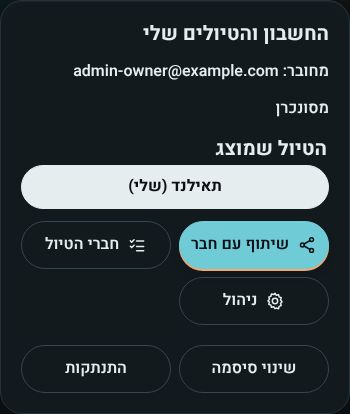 החשבון והטיולים שלי
מחובר: admin-owner@example.com
מסונכרן
הטיול שמוצג
תאילנד (שלי)
שיתוף עם חבר
חברי הטיול
ניהול
שינוי סיסמה
התנתקות